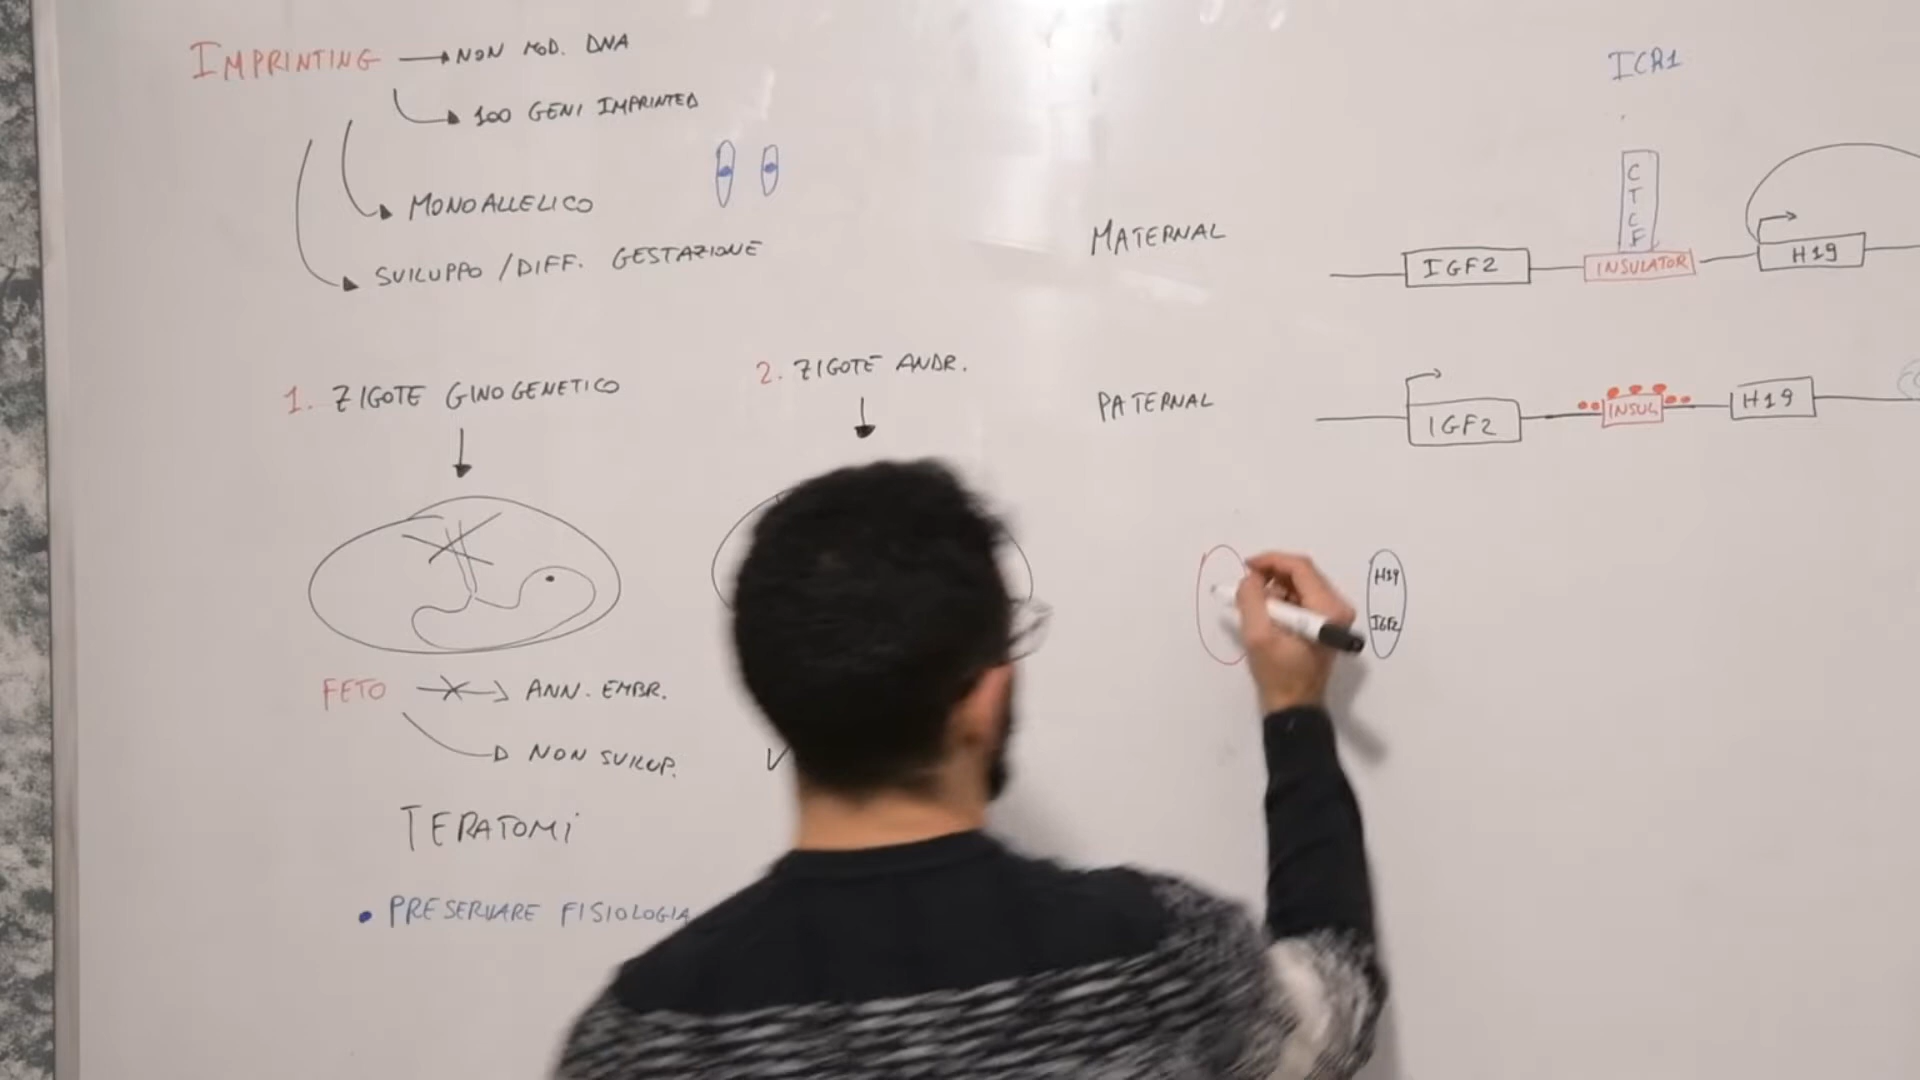 IMPRINTING → NON MOD. DNA
100 GENI IMPRINTED
MONOALLELICO
SVILUPPO / DIFF. GESTAZIONE
1. ZIGOTE GINOGENETICO
2. ZIGOTE ANDR.
FETO → ANN. EMBR.
NON SVILUP.
TERATOMI
• PRESERVARE FISIOLOGIA
ICR1
CTCF
MATERNAL
IGF2
INSULATOR
H19
PATERNAL
IGF2
INSUL
H19
H19
IGF2